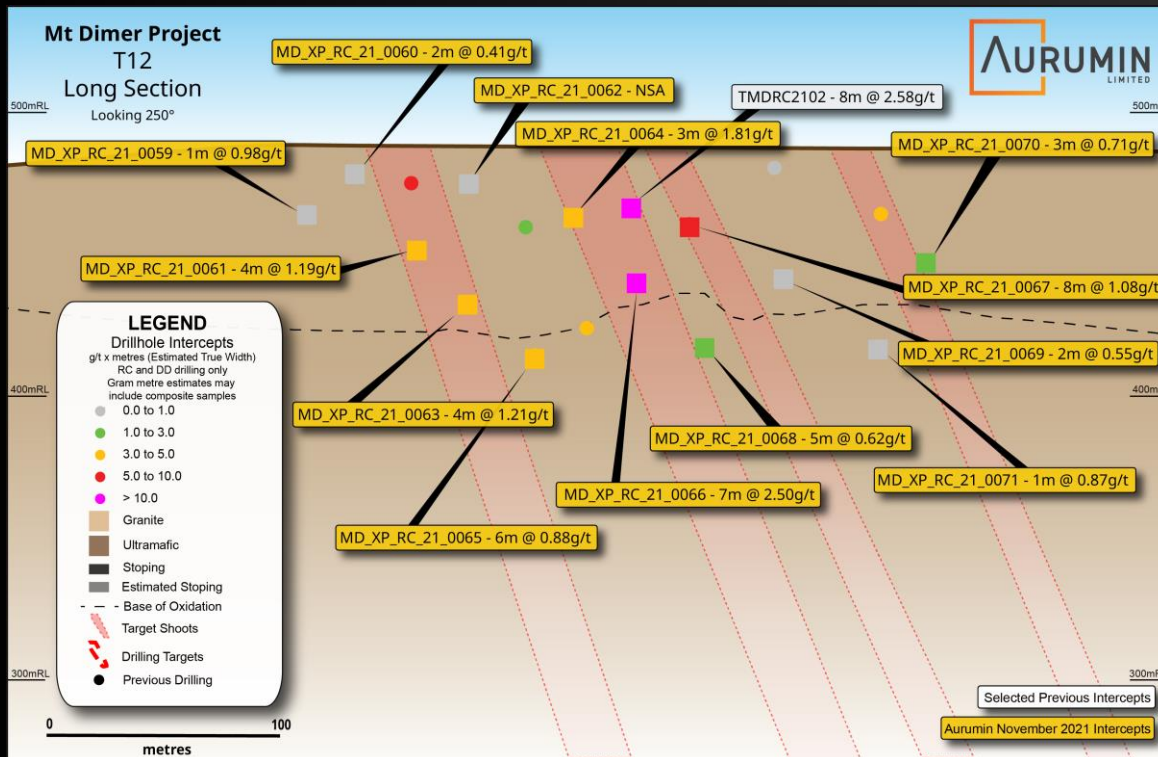 Mt Dimer Project
T12
Long Section
Looking 250°
AURUMIN
LIMITED
500mRL
500m
MD_XP_RC_21_0060 - 2m @ 0.41g/t
MD_XP_RC_21_0062 - NSA
TMDRC2102 - 8m @ 2.58g/t
MD_XP_RC_21_0064 - 3m @ 1.81g/t
MD_XP_RC_21_0070 - 3m @ 0.71g/t
MD_XP_RC_21_0059 - 1m @ 0.98g/t
MD_XP_RC_21_0061 - 4m @ 1.19g/t
MD_XP_RC_21_0067 - 8m @ 1.08g/t
MD_XP_RC_21_0069 - 2m @ 0.55g/t
400mRL
400m
MD_XP_RC_21_0063 - 4m @ 1.21g/t
MD_XP_RC_21_0068 - 5m @ 0.62g/t
MD_XP_RC_21_0071 - 1m @ 0.87g/t
MD_XP_RC_21_0066 - 7m @ 2.50g/t
MD_XP_RC_21_0065 - 6m @ 0.88g/t
LEGEND
Drillhole Intercepts
g/t x metres (Estimated True Width)
RC and DD drilling only
Gram metre estimates may
include composite samples
0.0 to 1.0
1.0 to 3.0
3.0 to 5.0
5.0 to 10.0
> 10.0
Granite
Ultramafic
Stoping
Estimated Stoping
Base of Oxidation
Target Shoots
Drilling Targets
Previous Drilling
300mRL
300m
Selected Previous Intercepts
Aurumin November 2021 Intercepts
0 100
metres